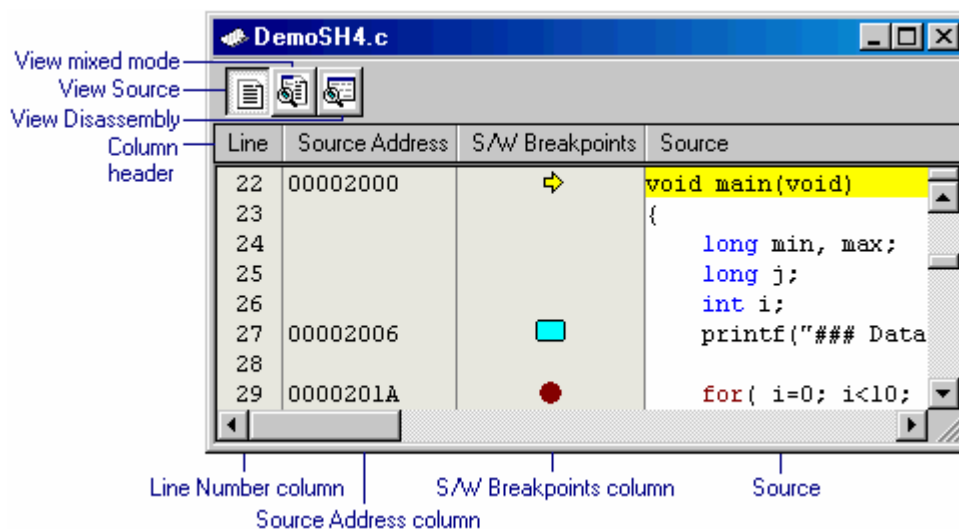 DemoSH4.c
View mixed mode
View Source
View Disassembly
Column header
Line Source Address S/W Breakpoints Source
22 00002000 void main(void)
23 {
24 long min, max;
25 long j;
26 int i;
27 00002006 printf("### Data
28
29 0000201A for( i=0; i<10;
Line Number column
S/W Breakpoints column
Source
Source Address column